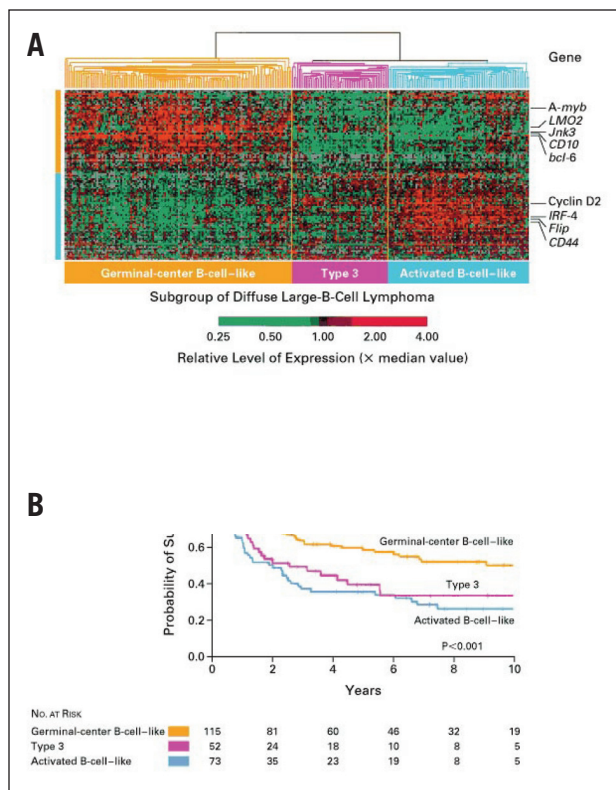 A
Gene
A-myb
LMO2
Jnk3
CD10
bcl-6
Cyclin D2
IRF-4
Flip
CD44
Germinal-center B-cell–like Type 3 Activated B-cell–like
Subgroup of Diffuse Large-B-Cell Lymphoma
0.25 0.50 1.00 2.00 4.00
Relative Level of Expression (× median value)
B
Probability of Su
0.6
0.4
0.2
0.0
Germinal-center B-cell–like
Type 3
Activated B-cell–like
P<0.001
0 2 4 6 8 10
Years
No. at Risk
Germinal-center B-cell–like 115 81 60 46 32 19
Type 3 52 24 18 10 8 5
Activated B-cell–like 73 35 23 19 8 5